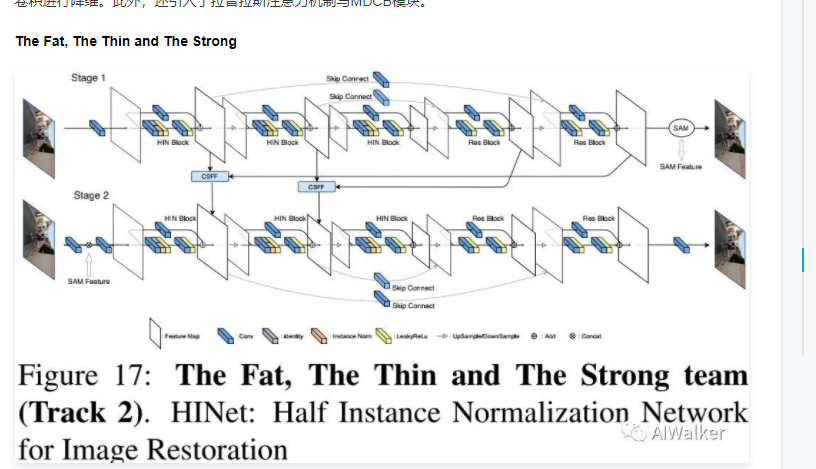 卷积进行降维。此外，还引入了拉普拉斯注意力机制与MDCB模块。
The Fat, The Thin and The Strong
Stage 1
Skip Connect
Skip Connect
HIN Block
HIN Block
HIN Block
Res Block
Res Block
SAM
SAM Feature
CSFF
CSFF
Stage 2
HIN Block
HIN Block
HIN Block
Res Block
Res Block
SAM Feature
Skip Connect
Skip Connect
: Feature Map
: Conv
: Identity
: Instance Norm
: LeakyReLu
: UpSample/DownSample
: Add
: Concat
Figure 17: The Fat, The Thin and The Strong team
(Track 2). HINet: Half Instance Normalization Network
for Image Restoration
AIWalker